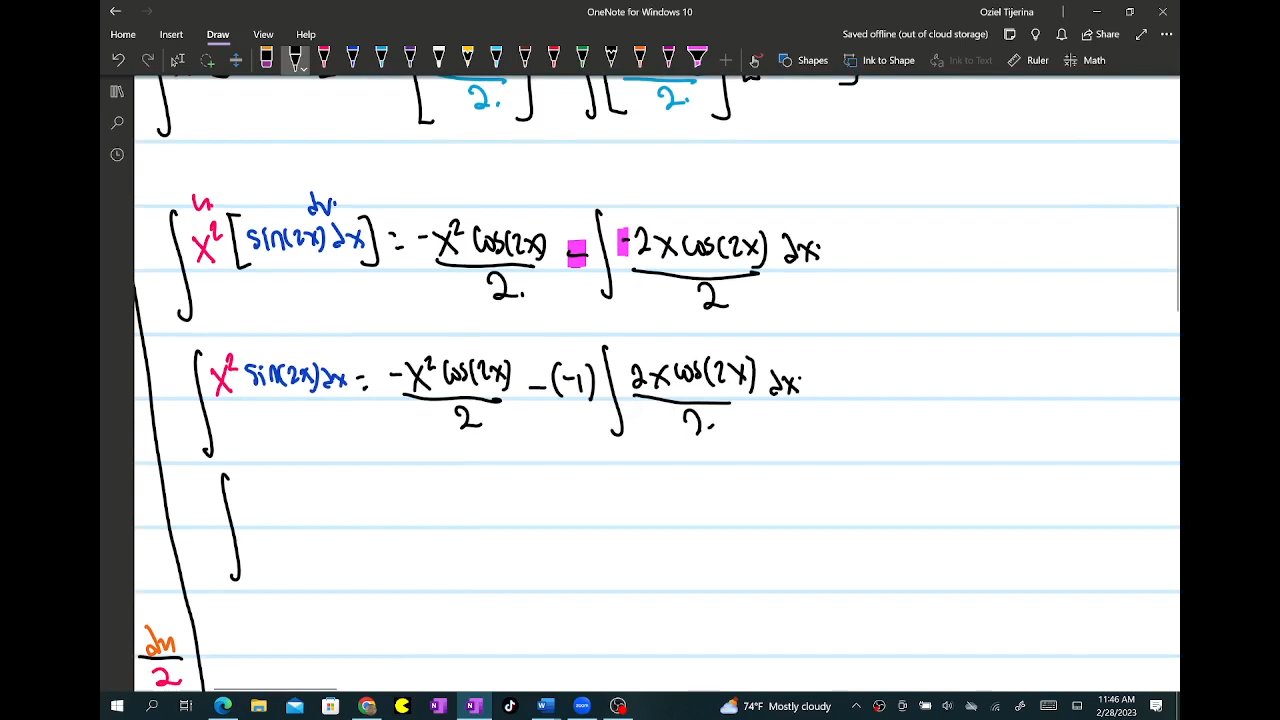 OneNote for Windows 10
Oziel Tijerina
Home Insert Draw View Help
Saved offline (out of cloud storage) Share
Shapes Ink to Shape Ink to Text Ruler Math
2. 2.
u dv.
∫ x² [sin(2x) dx] = -x² cos(2x)/2. - ∫ -2x cos(2x)/2 dx.
∫ x² sin(2x) dx = -x² cos(2x)/2 - (-1) ∫ 2x cos(2x)/2. dx.
∫
du/2
74°F Mostly cloudy
11:46 AM
2/28/2023